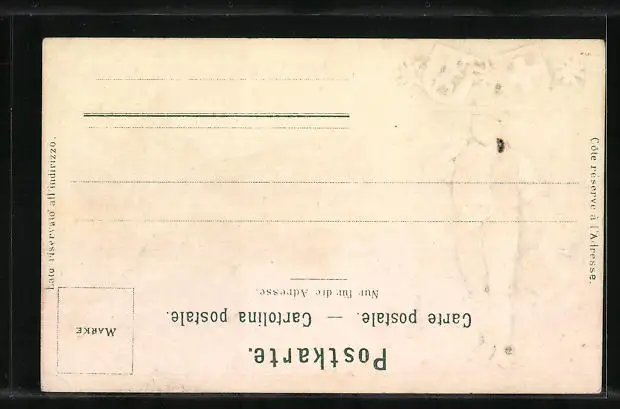 Postkarte.
Carte postale. — Cartolina postale.
Nur für die Adresse.
MARKE
Côte réservé à l'Adresse.
Lato riservato all'indirizzo.